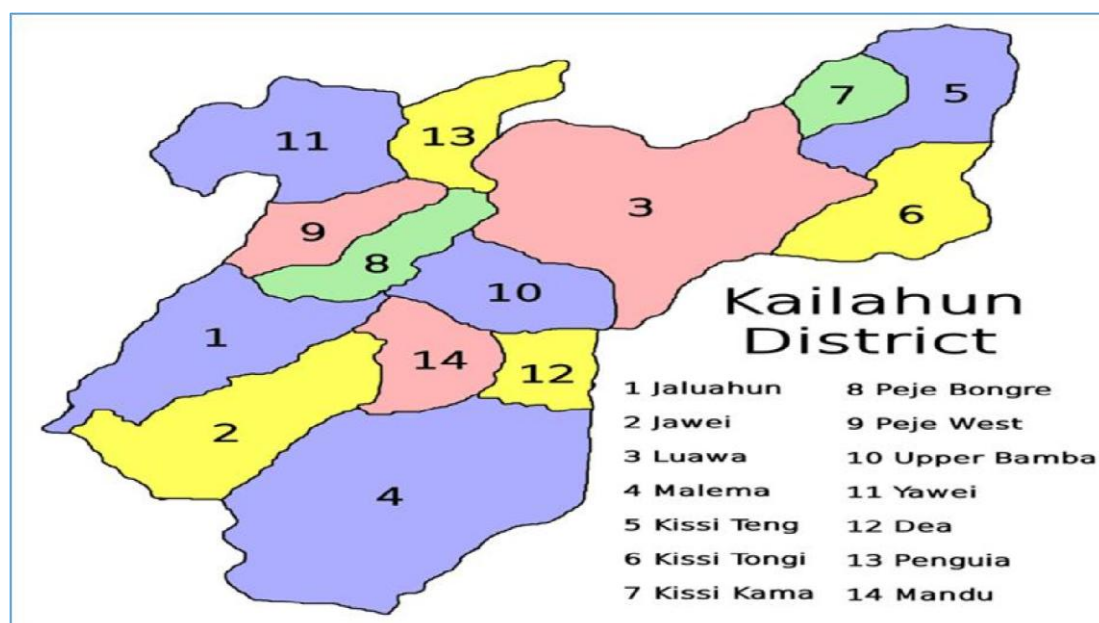 5
7
11
13
3
6
9
8
10
1
14
12
2
4
Kailahun
District
1 Jaluahun
2 Jawei
3 Luawa
4 Malema
5 Kissi Teng
6 Kissi Tongi
7 Kissi Kama
8 Peje Bongre
9 Peje West
10 Upper Bamba
11 Yawei
12 Dea
13 Penguia
14 Mandu